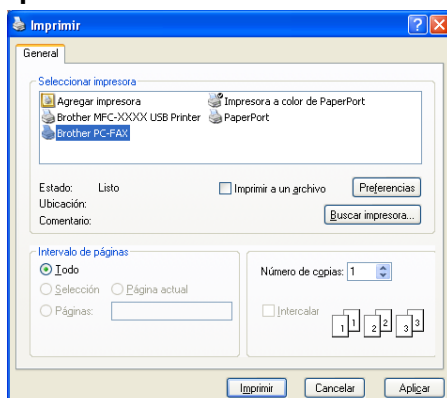 Imprimir
General
Seleccionar impresora
Agregar impresora
Impresora a color de PaperPort
Brother MFC-XXXX USB Printer
PaperPort
Brother PC-FAX
Estado: Listo
Imprimir a un archivo
Preferencias
Ubicación:
Comentario:
Buscar impresora...
Intervalo de páginas
Todo
Número de copias: 1
Selección
Página actual
Páginas:
Intercalar
1 1 2 2 3 3
Imprimir
Cancelar
Aplicar